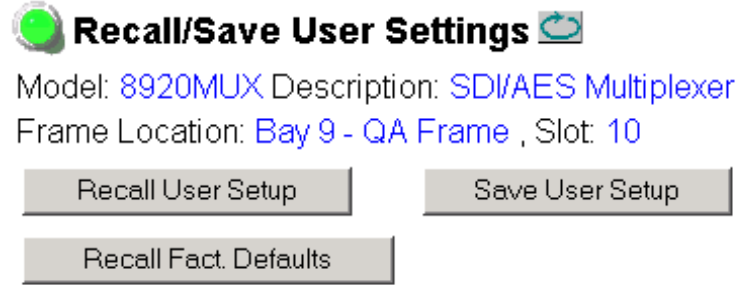 Recall/Save User Settings
Model: 8920MUX Description: SDI/AES Multiplexer
Frame Location: Bay 9 - QA Frame , Slot: 10
Recall User Setup Save User Setup
Recall Fact. Defaults